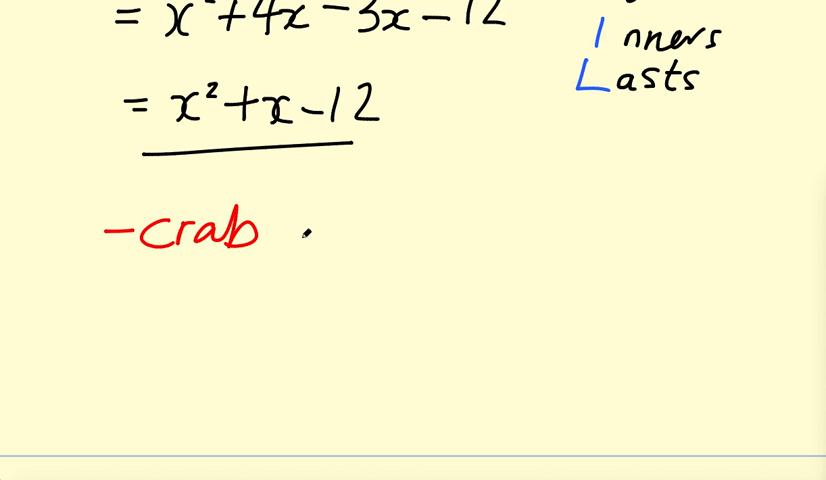 = x²+4x-3x-12
Inners
Lasts
= x²+x-12
-crab